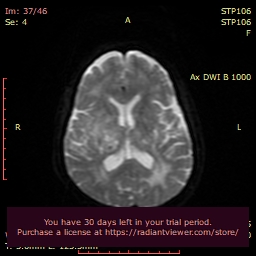 Im: 37/46
Se: 4
A
STP106
STP106
F
Ax DWI B 1000
R
L
You have 30 days left in your trial period.
Purchase a license at https://radiantviewer.com/store/